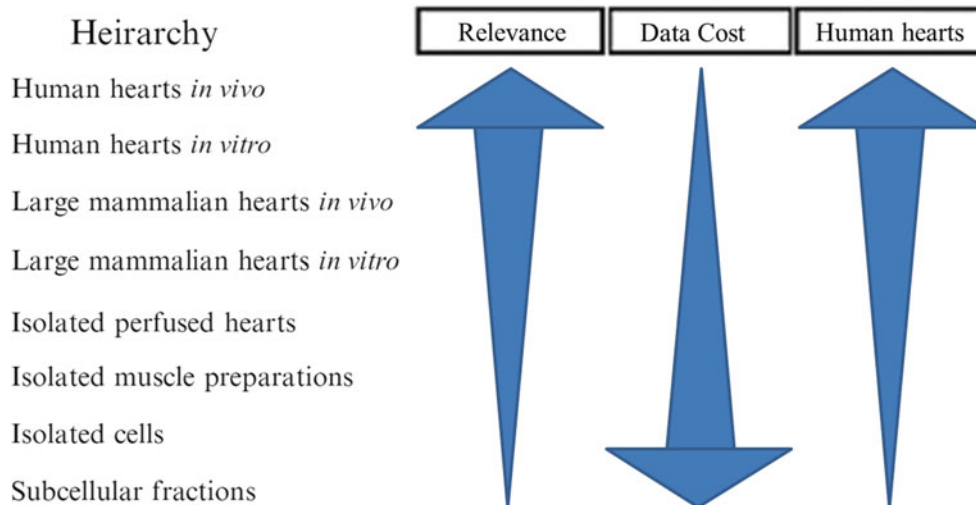 Heirarchy
Relevance
Data Cost
Human hearts
Human hearts in vivo
Human hearts in vitro
Large mammalian hearts in vivo
Large mammalian hearts in vitro
Isolated perfused hearts
Isolated muscle preparations
Isolated cells
Subcellular fractions